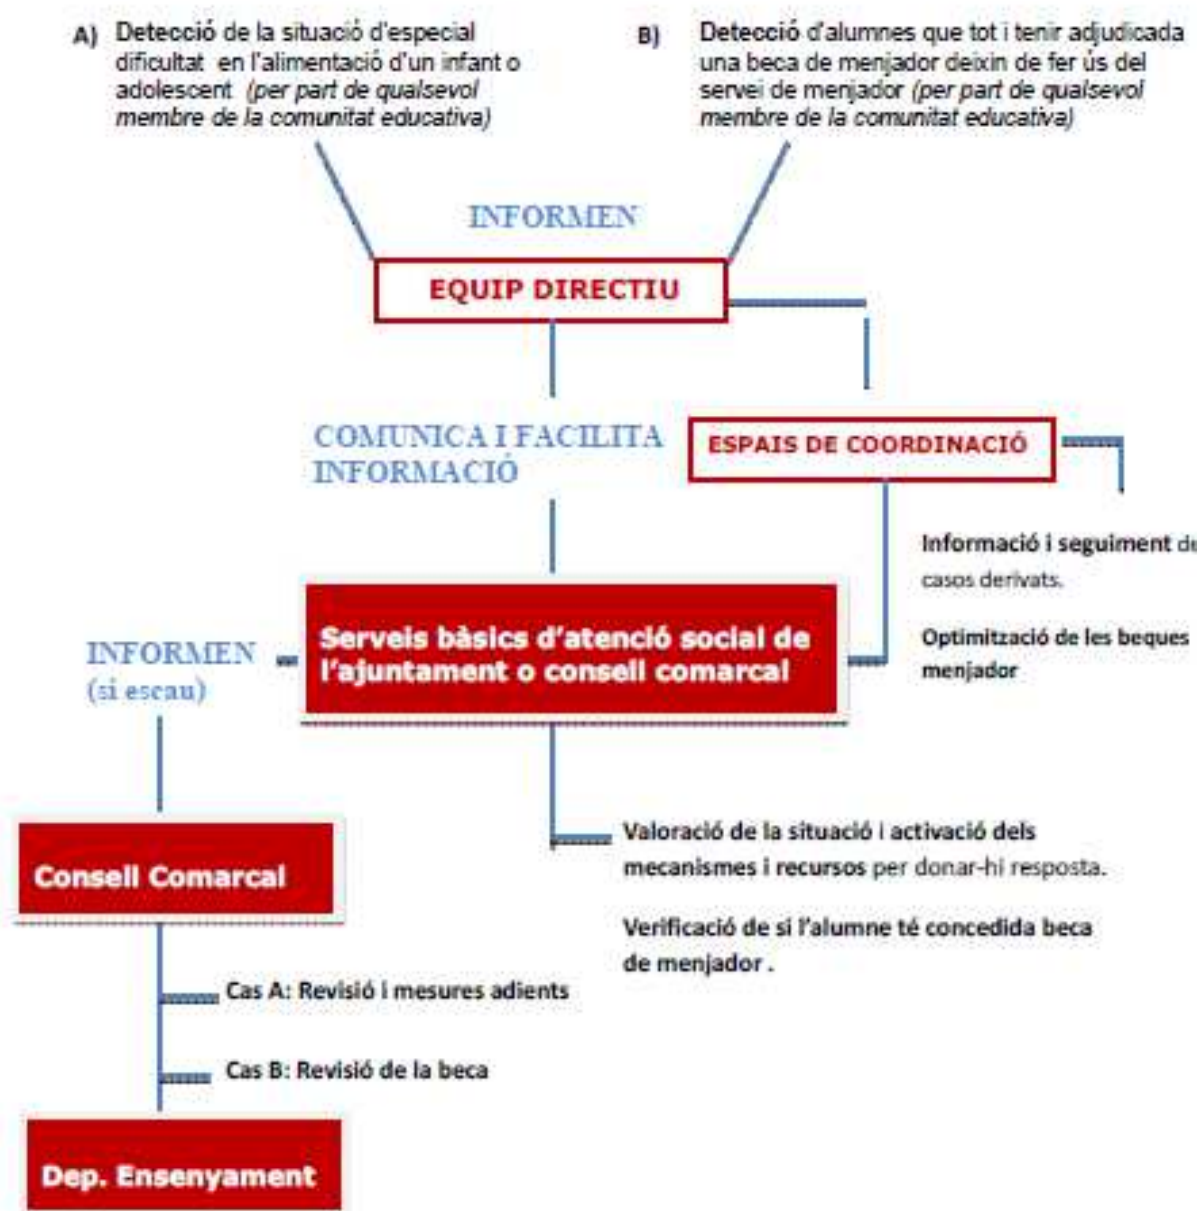 A) Detecció de la situació d'especial
dificultat en l'alimentació d'un infant o
adolescent (per part de qualsevol
membre de la comunitat educativa)
B) Detecció d'alumnes que tot i tenir adjudicada
una beca de menjador deixin de fer ús del
servei de menjador (per part de qualsevol
membre de la comunitat educativa)
INFORMEN
EQUIP DIRECTIU
COMUNICA I FACILITA
INFORMACIÓ
ESPAIS DE COORDINACIÓ
Informació i seguiment de
casos derivats.
Optimització de les beques
menjador
Serveis bàsics d'atenció social de
l'ajuntament o consell comarcal
INFORMEN
(si escau)
Valoració de la situació i activació dels
mecanismes i recursos per donar-hi resposta.
Verificació de si l'alumne té concedida beca
de menjador .
Consell Comarcal
Cas A: Revisió i mesures adients
Cas B: Revisió de la beca
Dep. Ensenyament